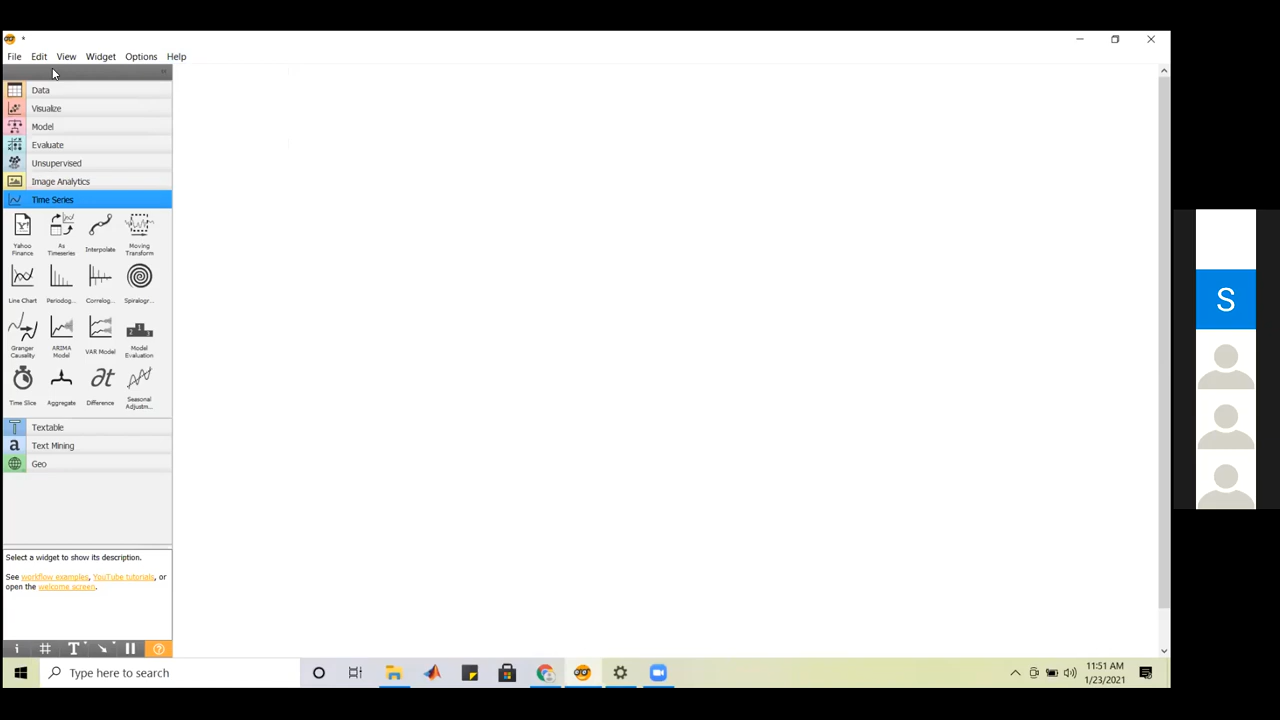 *
File Edit View Widget Options Help
Data
Visualize
Model
Evaluate
Unsupervised
Image Analytics
Time Series
Yahoo Finance
As Timeseries
Interpolate
Moving Transform
Line Chart
Periodog...
Correlog...
Spiralogr...
Granger Causality
ARIMA Model
VAR Model
Model Evaluation
Time Slice
Aggregate
Difference
Seasonal Adjustm...
Textable
Text Mining
Geo
Select a widget to show its description.
See workflow examples, YouTube tutorials, or
open the welcome screen.
S
Type here to search
11:51 AM
1/23/2021